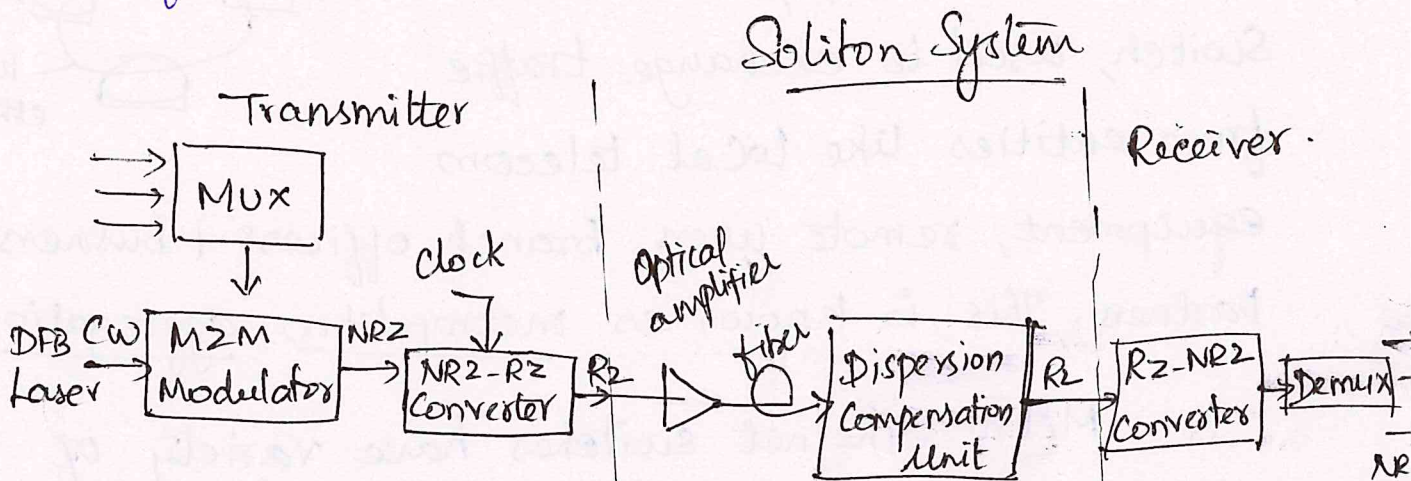 Soliton System
Transmitter
Receiver.
MUX
Clock
Optical
amplifier
fiber
DFB CW
Laser
MZM
Modulator
NRZ
NRZ-RZ
Converter
RZ
Dispersion
Compensation
Unit
RZ
RZ-NRZ
Converter
Demux
NR